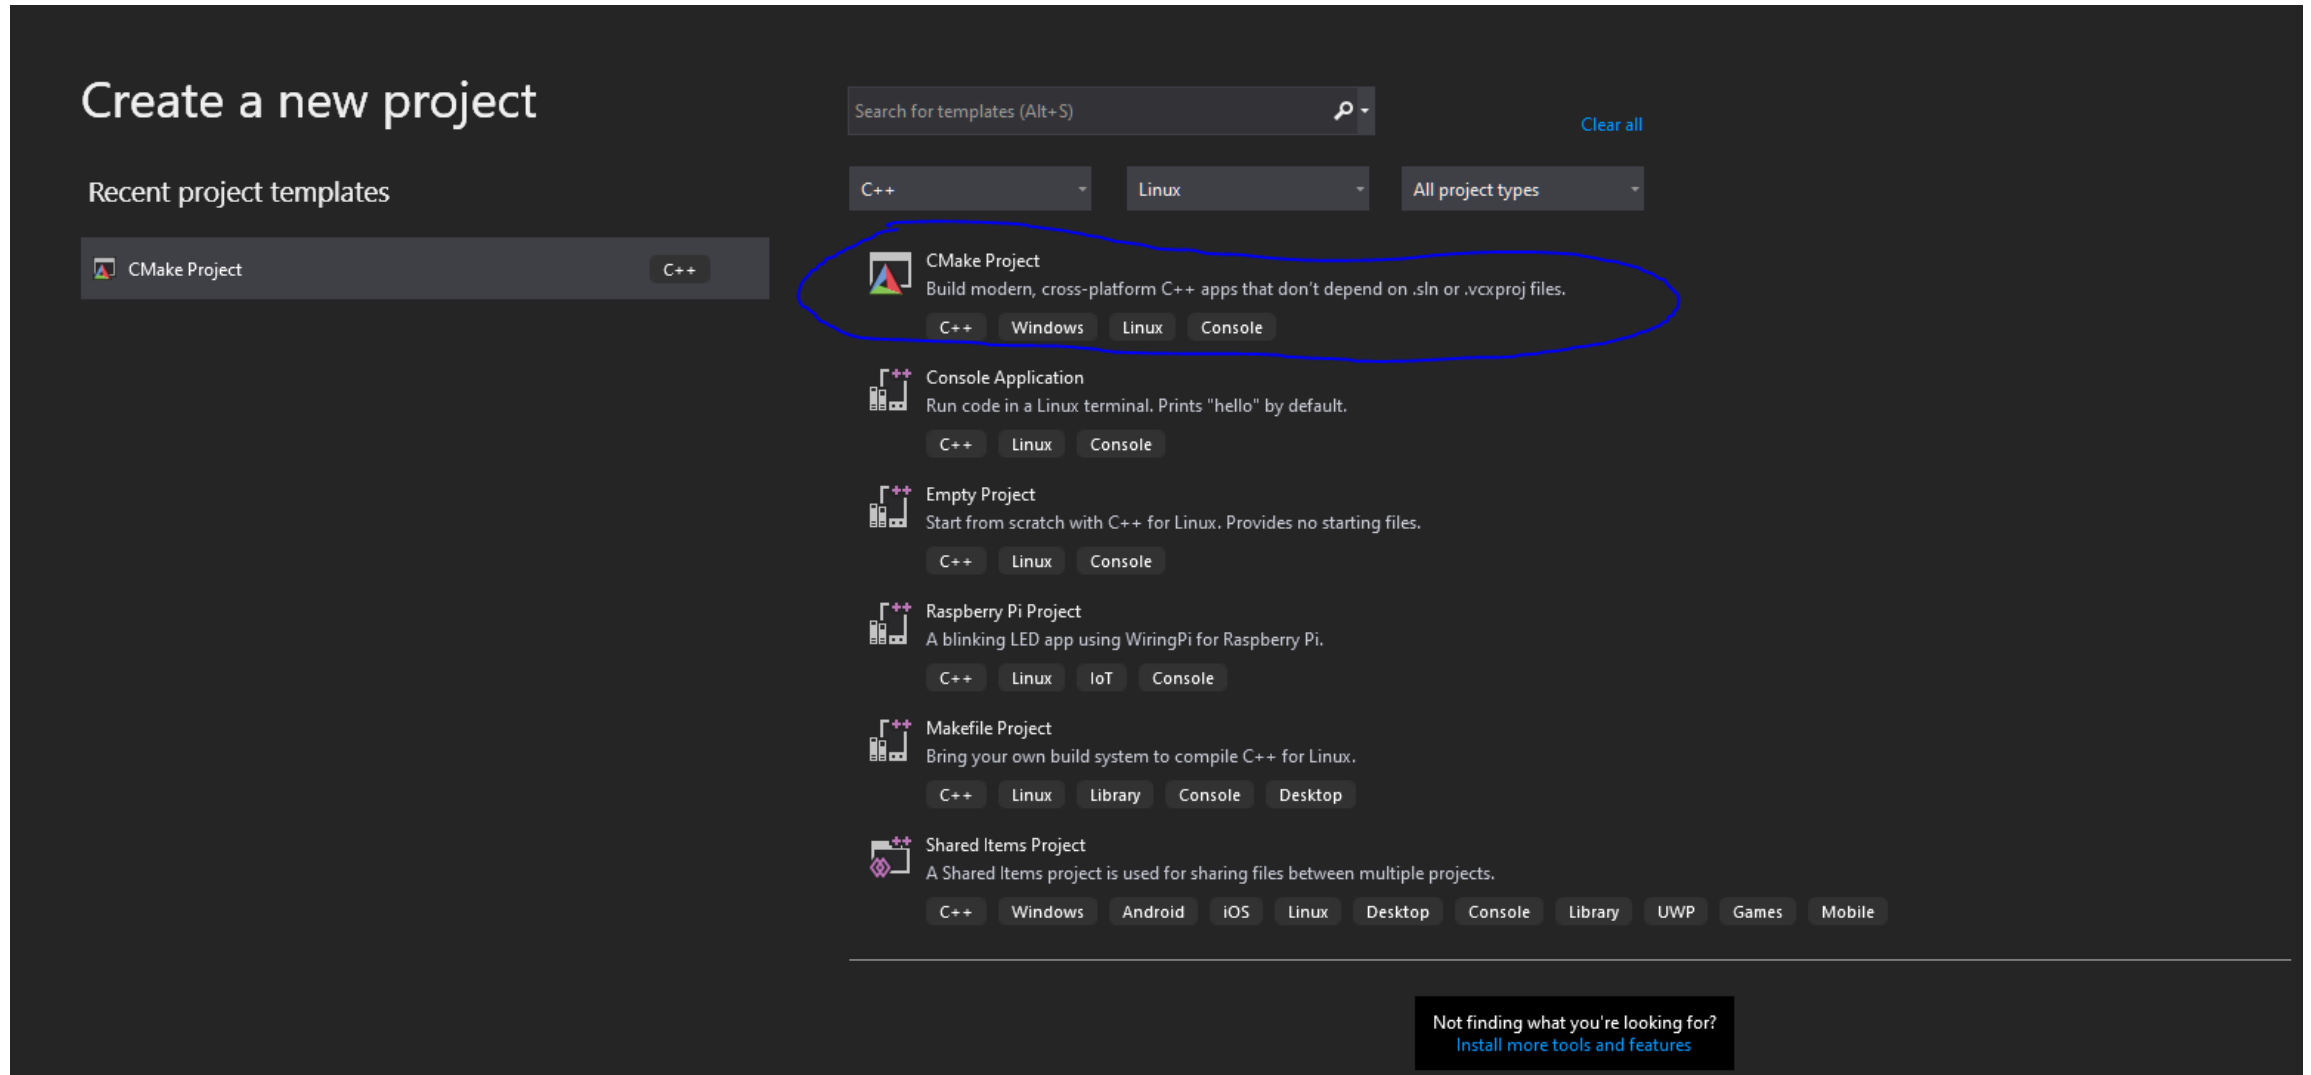 Create a new project
Search for templates (Alt+S)
Clear all
Recent project templates
C++
Linux
All project types
CMake Project
C++
CMake Project
Build modern, cross-platform C++ apps that don't depend on .sln or .vcxproj files.
C++ Windows Linux Console
Console Application
Run code in a Linux terminal. Prints "hello" by default.
C++ Linux Console
Empty Project
Start from scratch with C++ for Linux. Provides no starting files.
C++ Linux Console
Raspberry Pi Project
A blinking LED app using WiringPi for Raspberry Pi.
C++ Linux IoT Console
Makefile Project
Bring your own build system to compile C++ for Linux.
C++ Linux Library Console Desktop
Shared Items Project
A Shared Items project is used for sharing files between multiple projects.
C++ Windows Android iOS Linux Desktop Console Library UWP Games Mobile
Not finding what you're looking for?
Install more tools and features